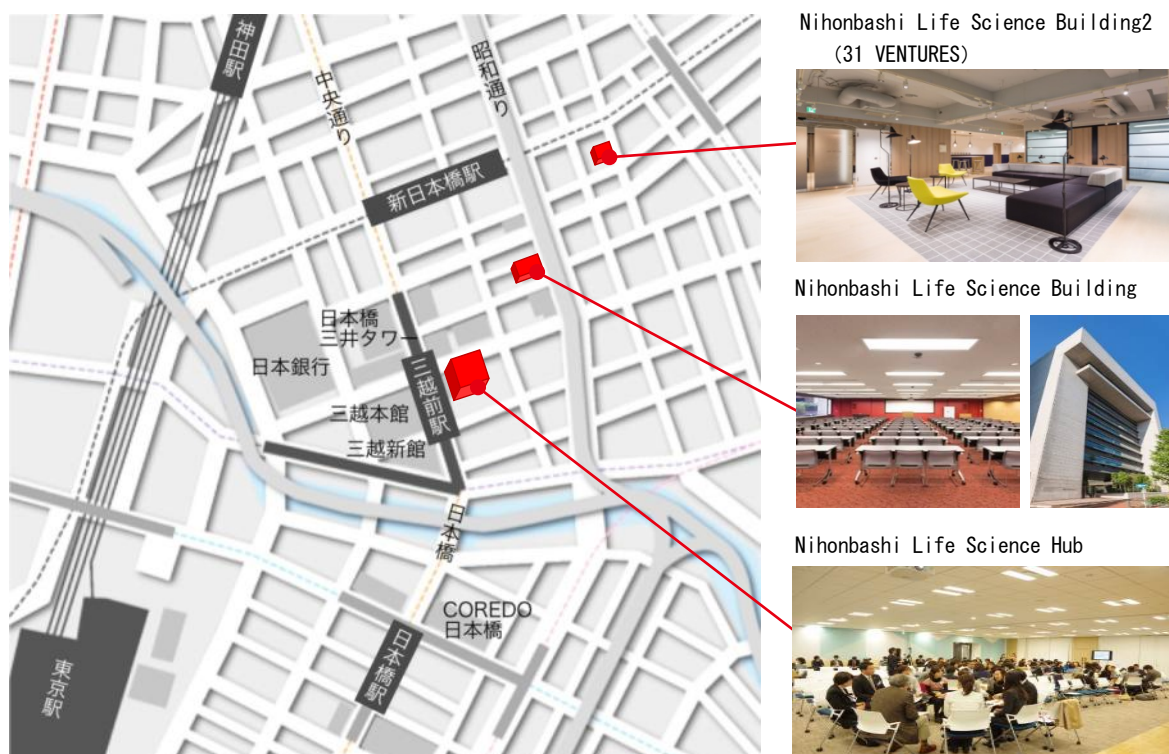 神田駅
中央通り
昭和通り
新日本橋駅
日本橋
三井タワー
日本銀行
三越前駅
三越本館
三越新館
日本橋
COREDO
日本橋
日本橋駅
東京駅
Nihonbashi Life Science Building2
(31 VENTURES)
Nihonbashi Life Science Building
Nihonbashi Life Science Hub